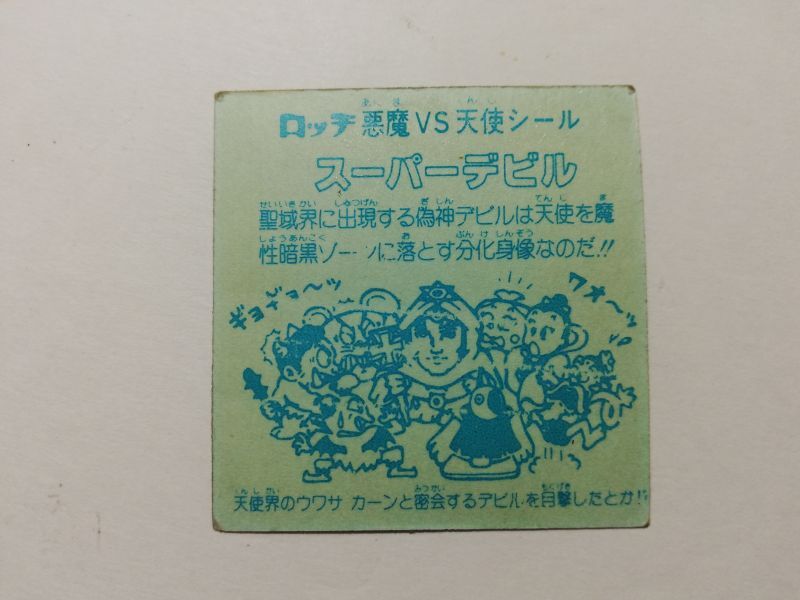 ロッチ 悪魔VS天使シール
スーパーデビル
聖域界に出現する偽神デビルは天使を魔
性暗黒ゾーンに落とす分化身像なのだ!!
ギョギョ〜ッ
ワオ〜ッ
天使界のウワサ カーンと密会するデビルを目撃したとか!!